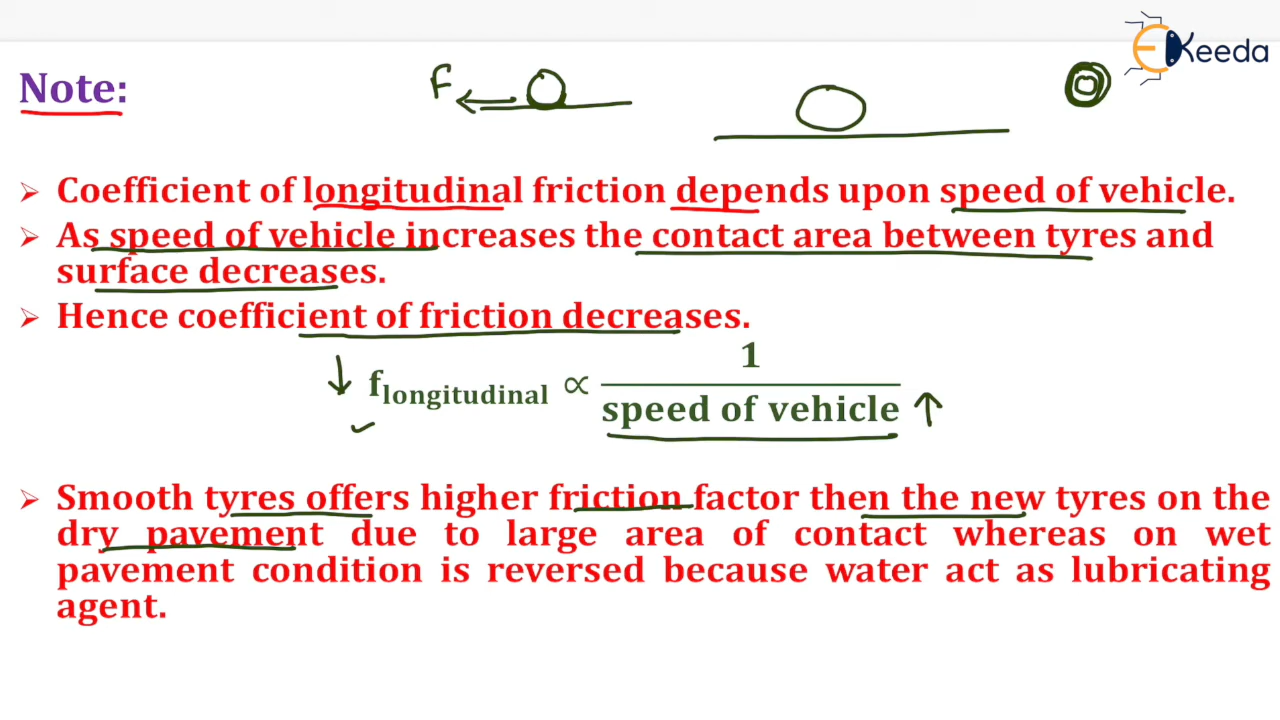 EKeeda
Note:
F
➢ Coefficient of longitudinal friction depends upon speed of vehicle.
➢ As speed of vehicle increases the contact area between tyres and
surface decreases.
➢ Hence coefficient of friction decreases.
1
↓ f longitudinal ∝
speed of vehicle ↑
➢ Smooth tyres offers higher friction factor then the new tyres on the
dry pavement due to large area of contact whereas on wet
pavement condition is reversed because water act as lubricating
agent.